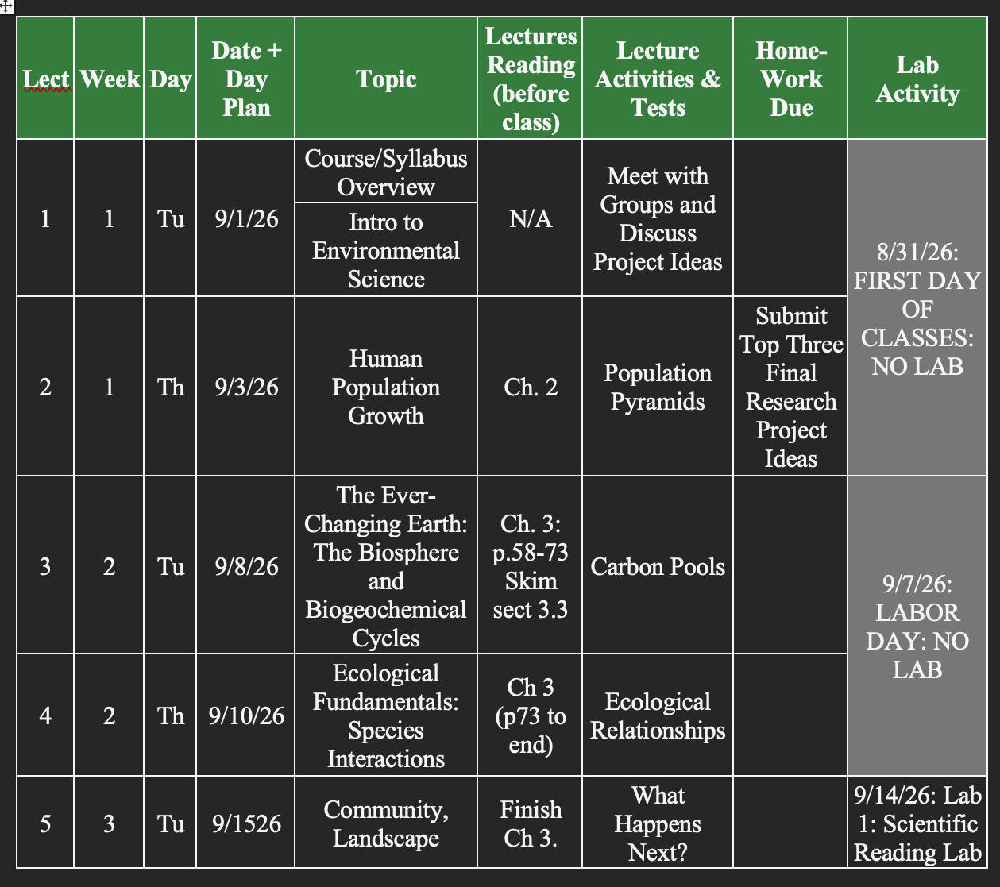 Lect
Week
Day
Date +
Day
Plan
Topic
Lectures
Reading
(before
class)
Lecture
Activities &
Tests
Home-
Work
Due
Lab
Activity
1
1
Tu
9/1/26
Course/Syllabus
Overview
Intro to
Environmental
Science
N/A
Meet with
Groups and
Discuss
Project Ideas
8/31/26:
FIRST DAY
OF
CLASSES:
NO LAB
2
1
Th
9/3/26
Human
Population
Growth
Ch. 2
Population
Pyramids
Submit
Top Three
Final
Research
Project
Ideas
3
2
Tu
9/8/26
The Ever-
Changing Earth:
The Biosphere
and
Biogeochemical
Cycles
Ch. 3:
p.58-73
Skim
sect 3.3
Carbon Pools
9/7/26:
LABOR
DAY: NO
LAB
4
2
Th
9/10/26
Ecological
Fundamentals:
Species
Interactions
Ch 3
(p73 to
end)
Ecological
Relationships
5
3
Tu
9/1526
Community,
Landscape
Finish
Ch 3.
What
Happens
Next?
9/14/26: Lab
1: Scientific
Reading Lab